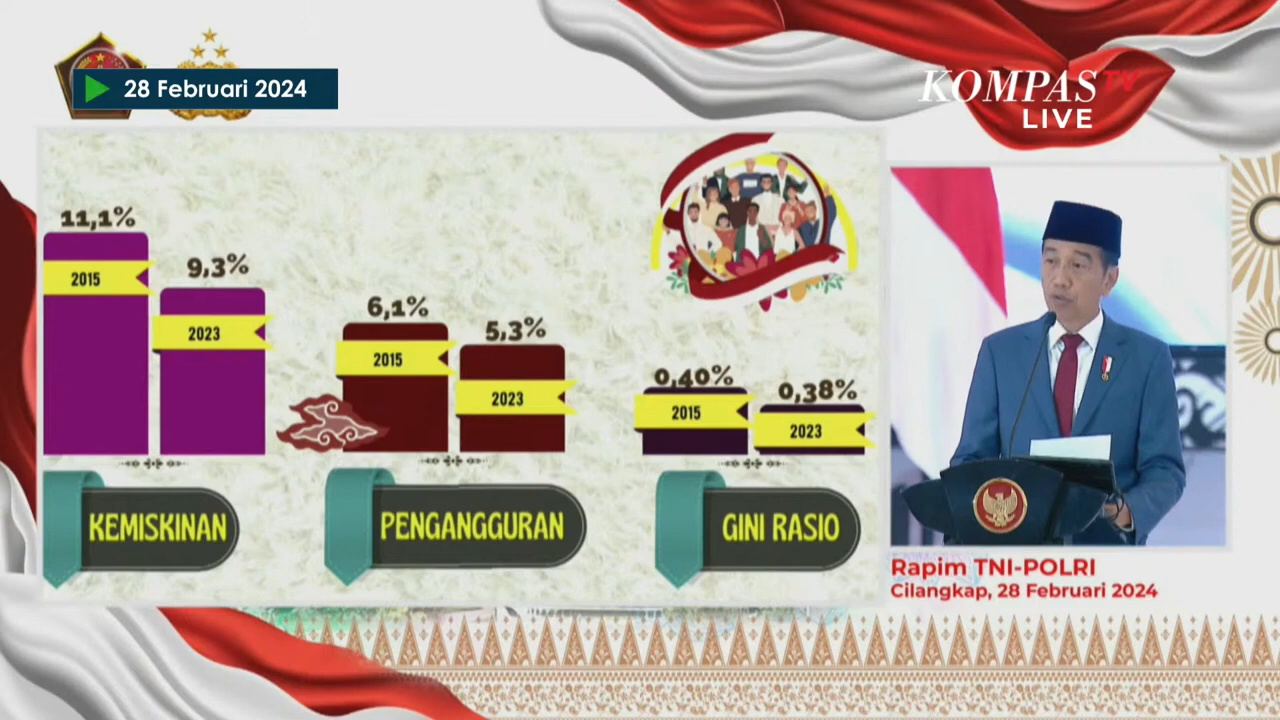 28 Februari 2024
KOMPAS TV
LIVE
11,1%
2015
9,3%
2023
6,1%
2015
5,3%
2023
0,40%
2015
0,38%
2023
KEMISKINAN
PENGANGGURAN
GINI RASIO
Rapim TNI-POLRI
Cilangkap, 28 Februari 2024